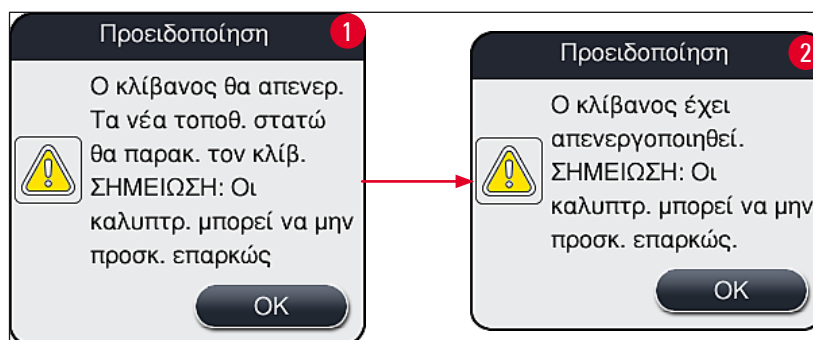 Προειδοποίηση
1
Ο κλίβανος θα απενερ.
Τα νέα τοποθ. στατώ
θα παρακ. τον κλίβ.
ΣΗΜΕΙΩΣΗ: Οι
καλυπτρ. μπορεί να μην
προσκ. επαρκώς
OK
Προειδοποίηση
2
Ο κλίβανος έχει
απενεργοποιηθεί.
ΣΗΜΕΙΩΣΗ: Οι
καλυπτρ. μπορεί να μην
προσκ. επαρκώς.
OK